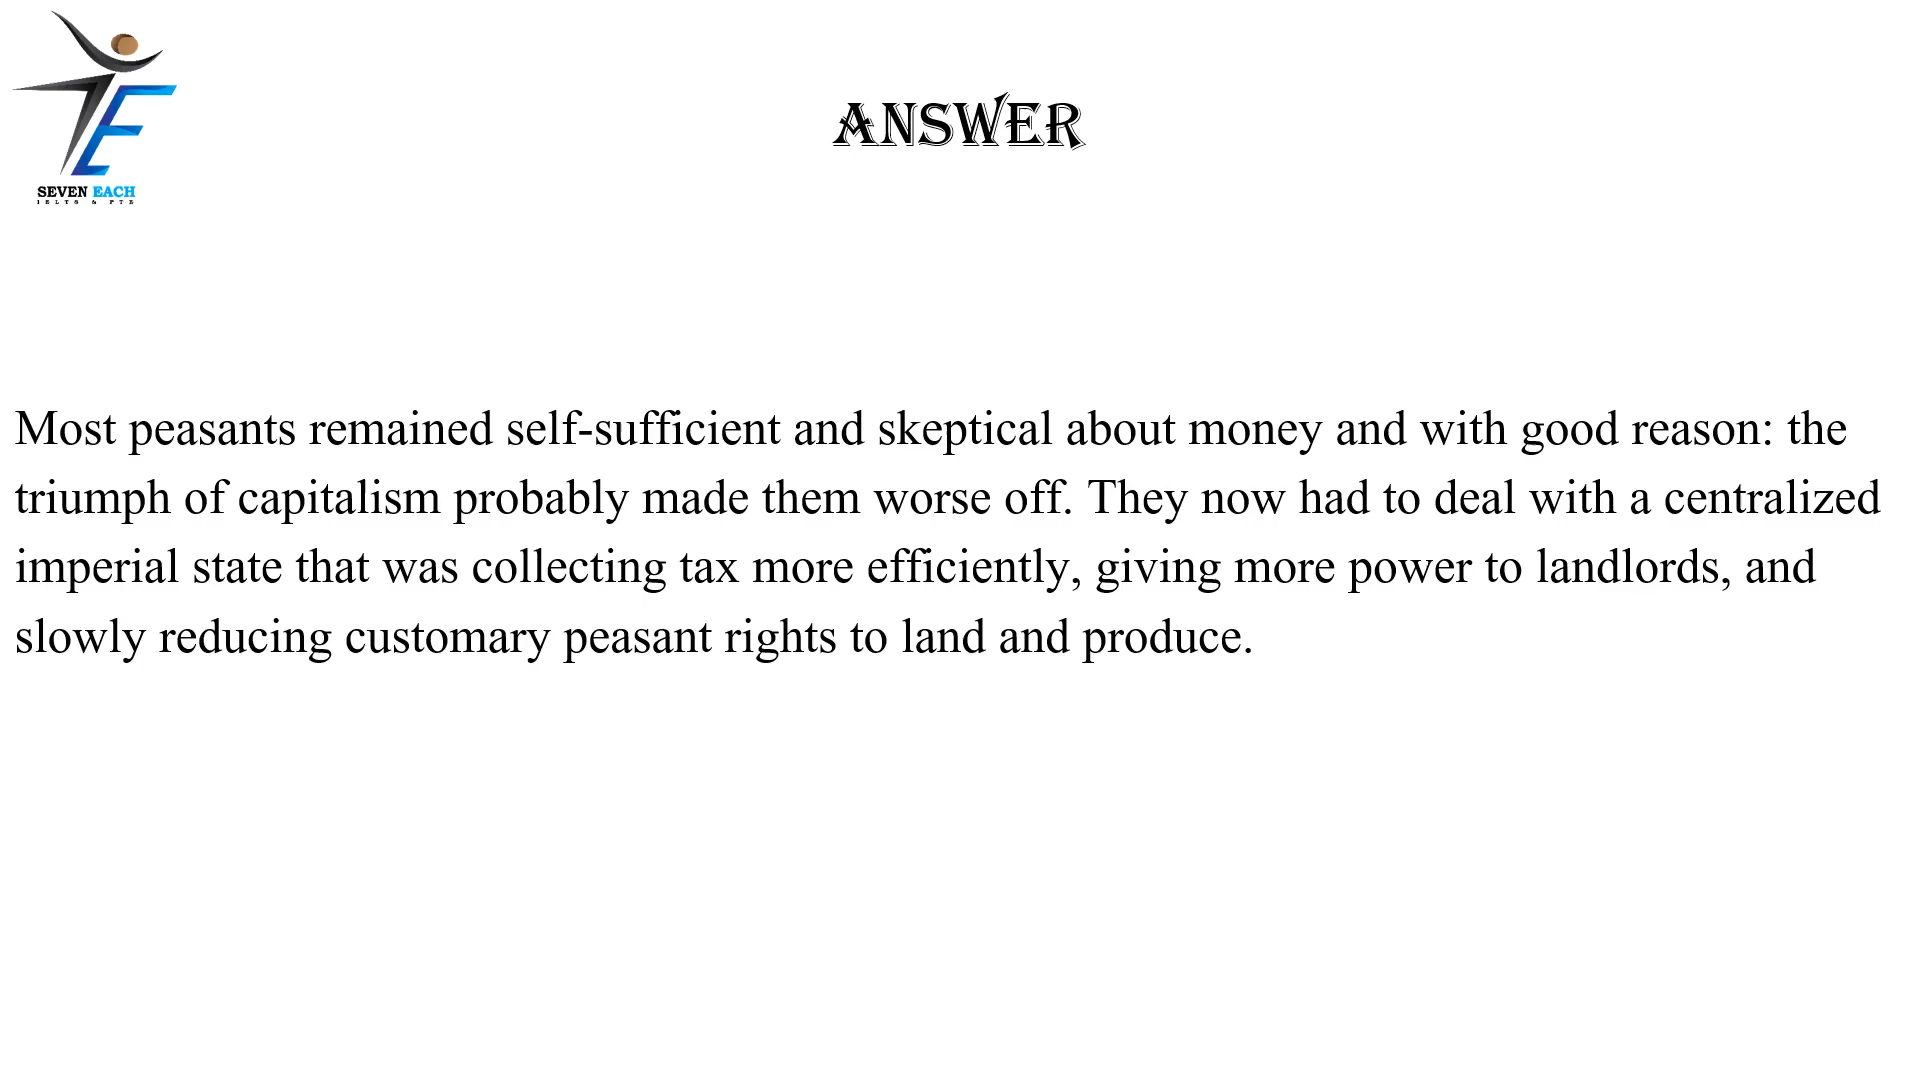 SEVEN EACH
IELTS & PTE
ANSWER
Most peasants remained self-sufficient and skeptical about money and with good reason: the
triumph of capitalism probably made them worse off. They now had to deal with a centralized
imperial state that was collecting tax more efficiently, giving more power to landlords, and
slowly reducing customary peasant rights to land and produce.